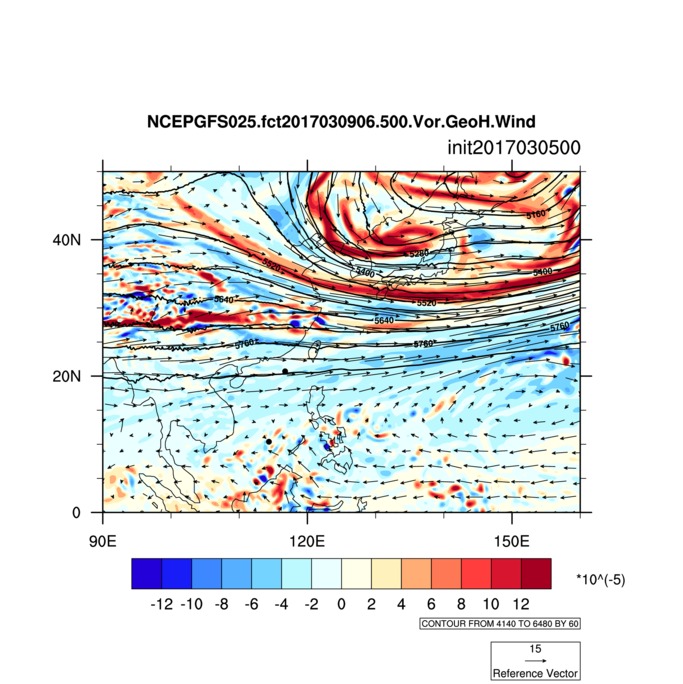 NCEPGFS025.fct2017030906.500.Vor.GeoH.Wind
init2017030500
5160
40N
5280
5520
5400
5400
5640
5520
5640
5760
5760
5760
20N
0
90E 120E 150E
-12 -10 -8 -6 -4 -2 0 2 4 6 8 10 12
*10^(-5)
CONTOUR FROM 4140 TO 6480 BY 60
15
Reference Vector